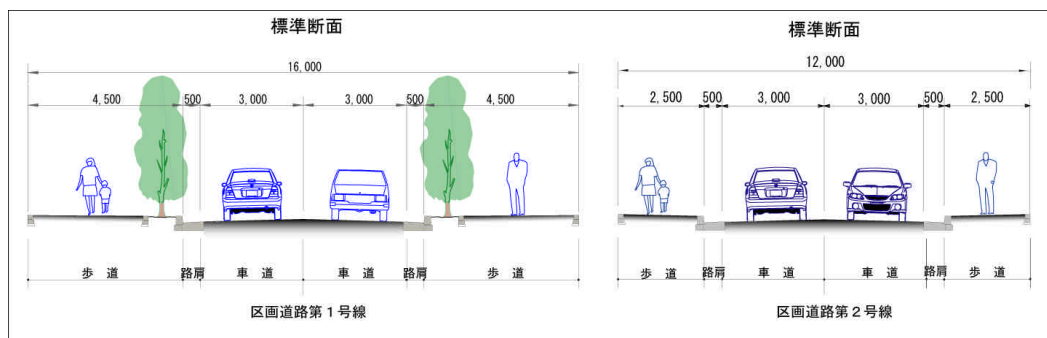 標準断面
16,000
4,500 500 3,000 3,000 500 4,500
歩 道 路肩 車 道 車 道 路肩 歩 道
区画道路第1号線
標準断面
12,000
2,500 500 3,000 3,000 500 2,500
歩 道 路肩 車 道 車 道 路肩 歩 道
区画道路第2号線